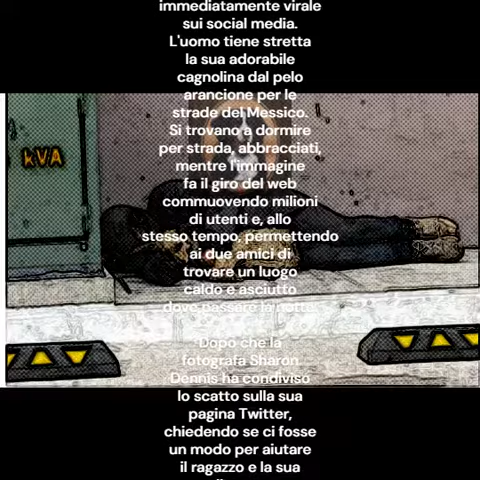 immediatamente virale
sui social media.
L'uomo tiene stretta
la sua adorabile
cagnolina dal pelo
arancione per le
strade del Messico.
Si trovano a dormire
per strada, abbracciati,
mentre l'immagine
fa il giro del web
commuovendo milioni
di utenti e, allo
stesso tempo, permettendo
ai due amici di
trovare un luogo
caldo e asciutto
dove passare la notte.
Dopo che la
fotografa Sharon
Dennis ha condiviso
lo scatto sulla sua
pagina Twitter,
chiedendo se ci fosse
un modo per aiutare
il ragazzo e la sua
KVA